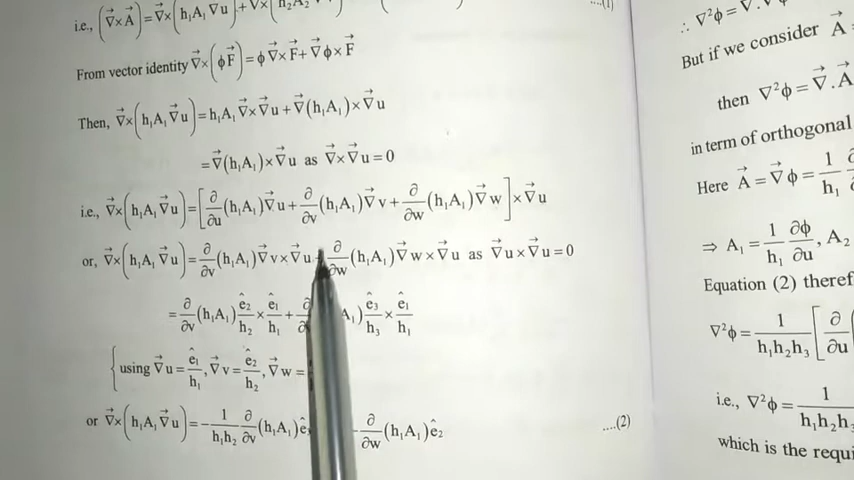 i.e., (∇⃗×A⃗)=∇⃗×(h₁A₁∇⃗u)+∇⃗×(h₂A₂ ....(1)
From vector identity ∇⃗×(ϕF⃗)=ϕ∇⃗×F⃗+∇⃗ϕ×F⃗
Then, ∇⃗×(h₁A₁∇⃗u)=h₁A₁∇⃗×∇⃗u+∇⃗(h₁A₁)×∇⃗u
=∇⃗(h₁A₁)×∇⃗u as ∇⃗×∇⃗u=0
i.e., ∇⃗×(h₁A₁∇⃗u)=[∂/∂u(h₁A₁)∇⃗u+∂/∂v(h₁A₁)∇⃗v+∂/∂w(h₁A₁)∇⃗w]×∇⃗u
or, ∇⃗×(h₁A₁∇⃗u)=∂/∂v(h₁A₁)∇⃗v×∇⃗u ∂/∂w(h₁A₁)∇⃗w×∇⃗u as ∇⃗u×∇⃗u=0
=∂/∂v(h₁A₁)ê₂/h₂×ê₁/h₁+∂ A₁)ê₃/h₃×ê₁/h₁
{using ∇⃗u=ê₁/h₁,∇⃗v=ê₂/h₂,∇⃗w=
or ∇⃗×(h₁A₁∇⃗u)=-1/h₁h₂ ∂/∂v(h₁A₁)ê ∂/∂w(h₁A₁)ê₂ ....(2)
∴ ∇²ϕ=∇⃗.∇
But if we consider A⃗
then ∇²ϕ=∇⃗.A⃗
in term of orthogonal
Here A⃗=∇⃗ϕ=1/h₁
⇒ A₁=1/h₁ ∂ϕ/∂u, A₂
Equation (2) theref
∇²ϕ=1/h₁h₂h₃[∂/∂u(
i.e., ∇²ϕ=1/h₁h₂h₃
which is the requi